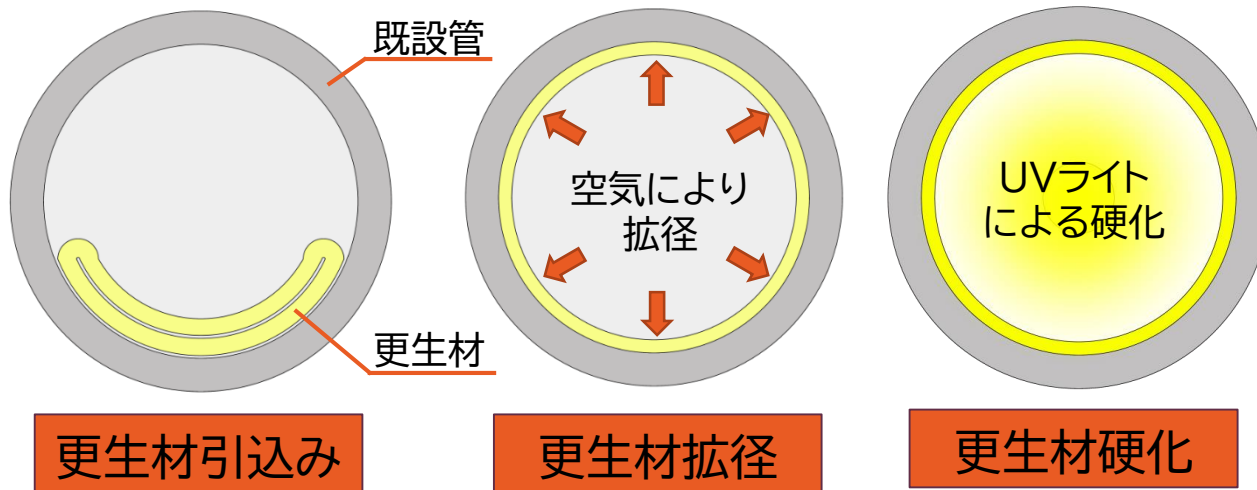 既設管
更生材
更生材引込み
空気により
拡径
更生材拡径
UVライト
による硬化
更生材硬化